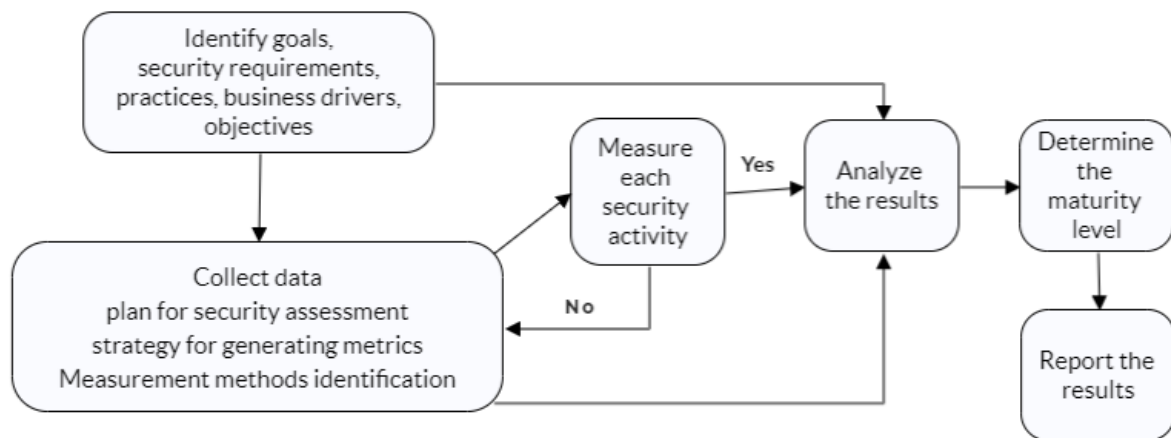 Identify goals,
security requirements,
practices, business drivers,
objectives
Measure
each
security
activity
Yes
Analyze
the results
Determine
the
maturity
level
Collect data
plan for security assessment
strategy for generating metrics
Measurement methods identification
No
Report the
results